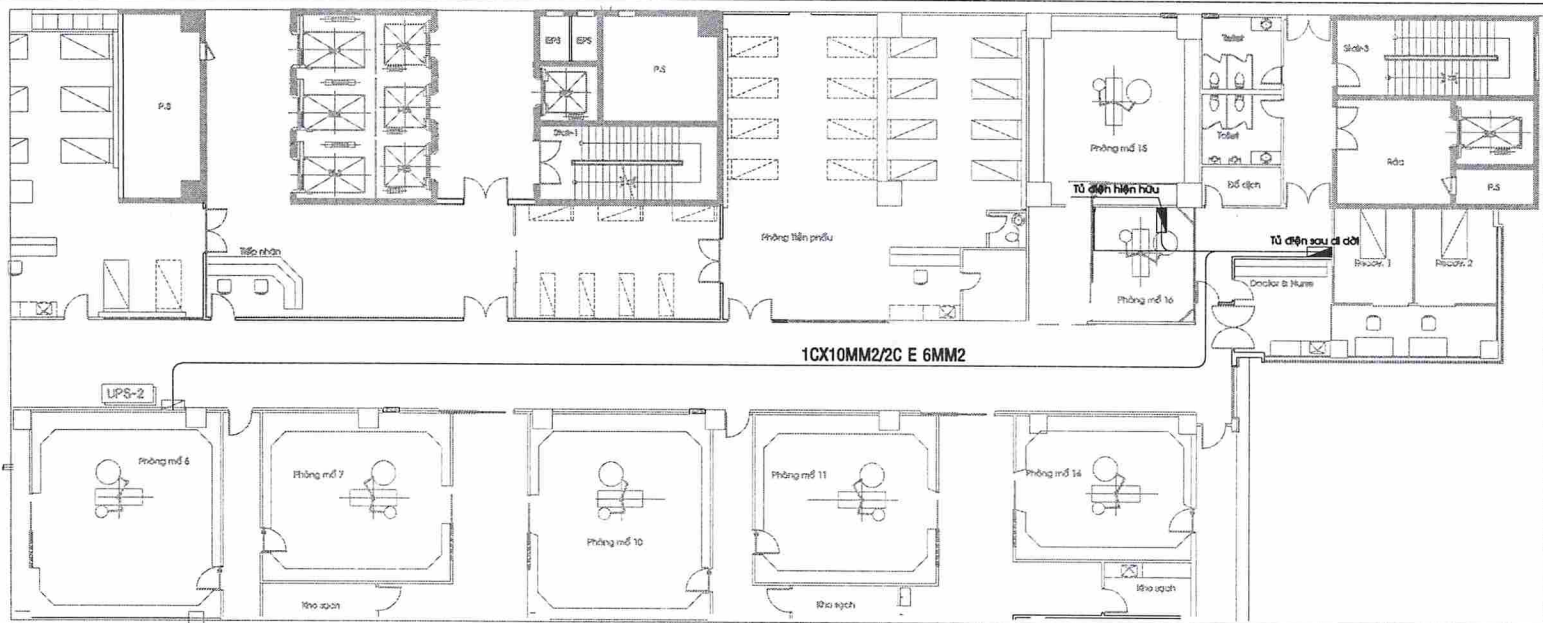 EPS
EPS
P.S
P.S
Stair-1
Toilet
Toilet
Stair-3
Phòng mổ 15
Rác
Đổ dịch
P.S
Tủ điện hiện hữu
Tủ điện sau di dời
Tiếp nhận
Phòng tiền phẫu
Phòng mổ 16
Recov. 1
Recov. 2
Doctor & Nurse
1CX10MM2/2C E 6MM2
UPS-2
Phòng mổ 6
Phòng mổ 7
Phòng mổ 10
Phòng mổ 11
Phòng mổ 14
Kho sạch
Kho sạch
Kho sạch